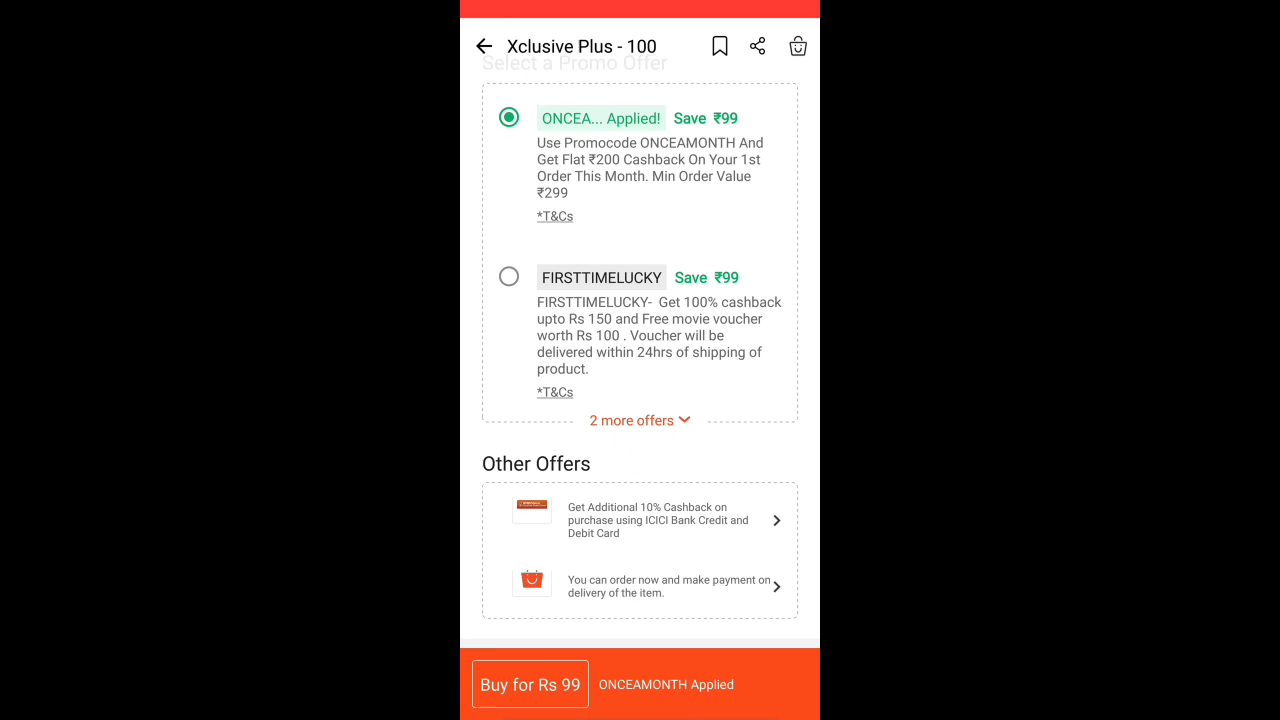 Xclusive Plus - 100
Select a Promo Offer
ONCEA... Applied! Save ₹99
Use Promocode ONCEAMONTH And
Get Flat ₹200 Cashback On Your 1st
Order This Month. Min Order Value
₹299
*T&Cs
FIRSTTIMELUCKY Save ₹99
FIRSTTIMELUCKY- Get 100% cashback
upto Rs 150 and Free movie voucher
worth Rs 100 . Voucher will be
delivered within 24hrs of shipping of
product.
*T&Cs
2 more offers
Other Offers
Get Additional 10% Cashback on
purchase using ICICI Bank Credit and
Debit Card
You can order now and make payment on
delivery of the item.
Buy for Rs 99 ONCEAMONTH Applied